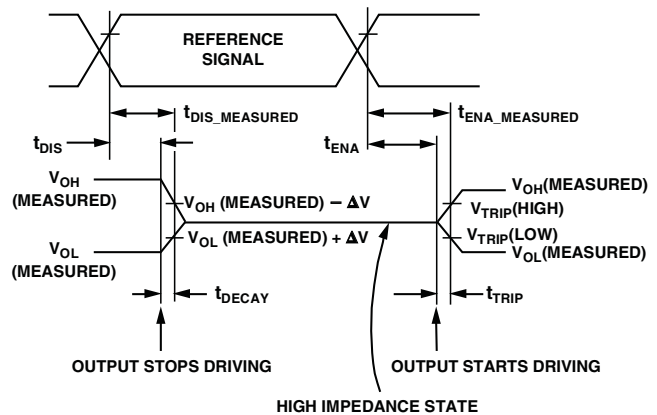 REFERENCE
SIGNAL
tDIS_MEASURED
tENA_MEASURED
tDIS
tENA
VOH
(MEASURED)
VOH (MEASURED) – ΔV
VOL (MEASURED) + ΔV
VOL
(MEASURED)
VOH(MEASURED)
VTRIP(HIGH)
VTRIP(LOW)
VOL(MEASURED)
tDECAY
tTRIP
OUTPUT STOPS DRIVING
OUTPUT STARTS DRIVING
HIGH IMPEDANCE STATE